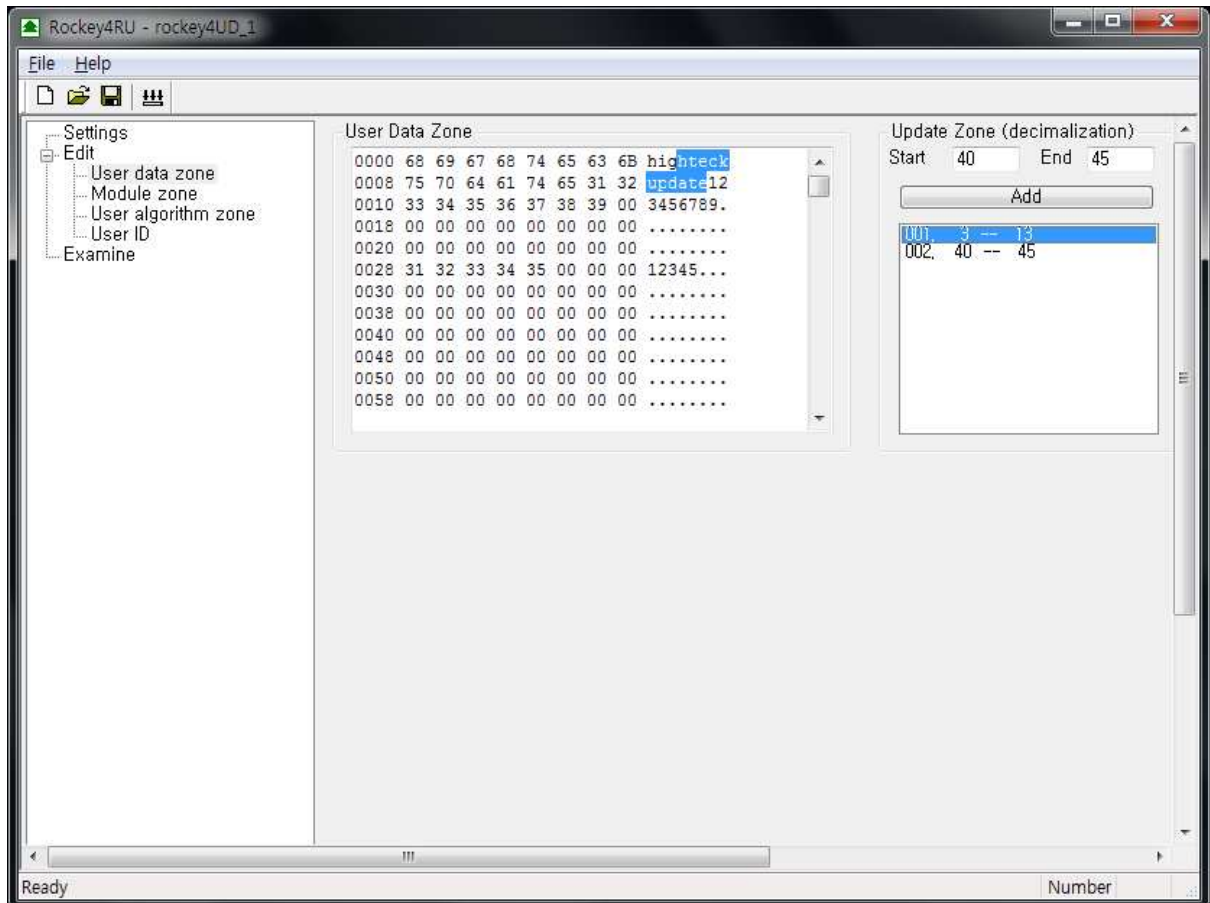 Rockey4RU - rockey4UD_1
File Help
Settings
Edit
User data zone
Module zone
User algorithm zone
User ID
Examine
User Data Zone
0000 68 69 67 68 74 65 63 6B highteck
0008 75 70 64 61 74 65 31 32 update12
0010 33 34 35 36 37 38 39 00 3456789.
0018 00 00 00 00 00 00 00 00 ........
0020 00 00 00 00 00 00 00 00 ........
0028 31 32 33 34 35 00 00 00 12345...
0030 00 00 00 00 00 00 00 00 ........
0038 00 00 00 00 00 00 00 00 ........
0040 00 00 00 00 00 00 00 00 ........
0048 00 00 00 00 00 00 00 00 ........
0050 00 00 00 00 00 00 00 00 ........
0058 00 00 00 00 00 00 00 00 ........
Update Zone (decimalization)
Start 40 End 45
Add
001, 3 -- 13
002, 40 -- 45
Ready Number